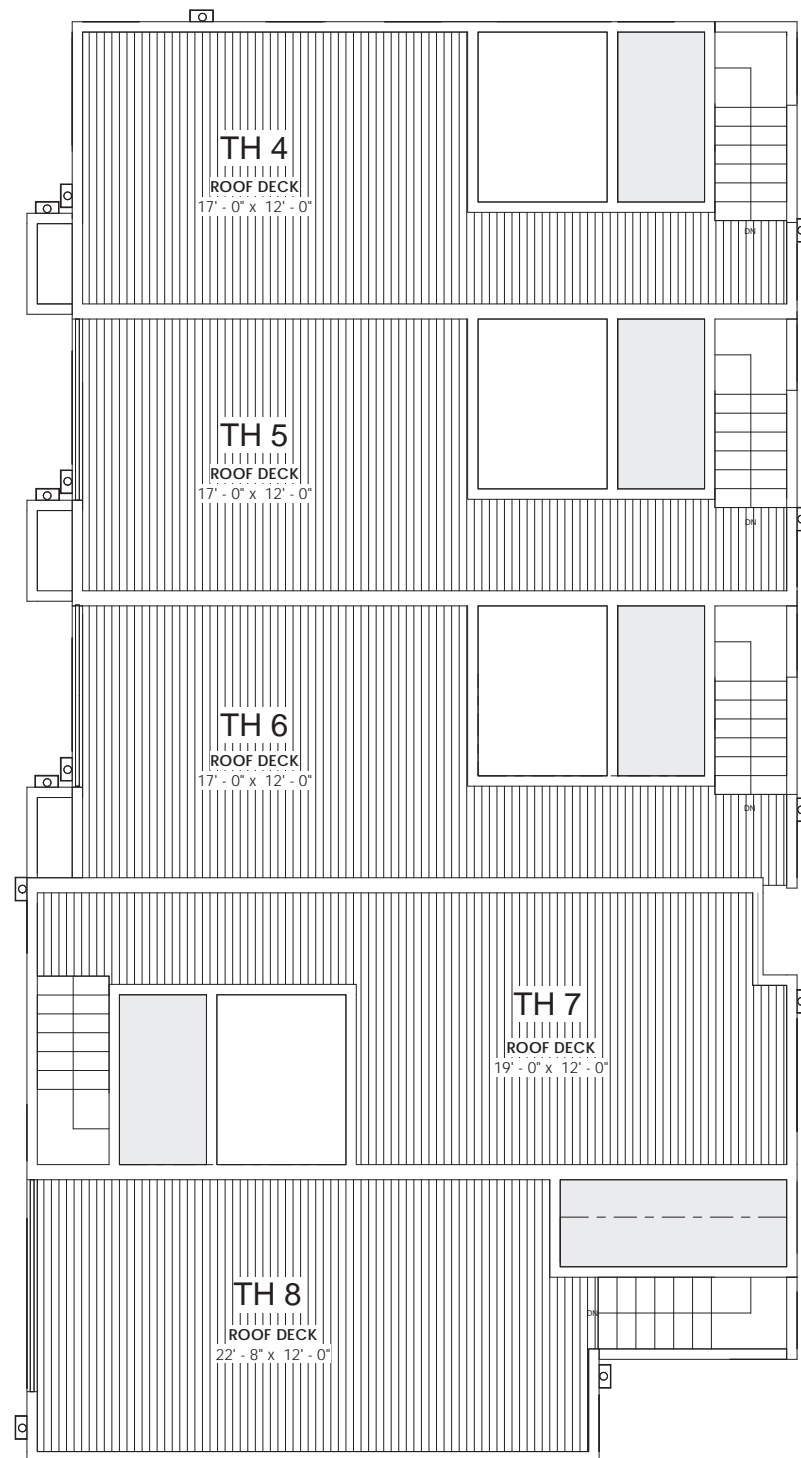 TH 4
ROOF DECK
17' - 0" x 12' - 0"
DN
TH 5
ROOF DECK
17' - 0" x 12' - 0"
DN
TH 6
ROOF DECK
17' - 0" x 12' - 0"
DN
TH 7
ROOF DECK
19' - 0" x 12' - 0"
TH 8
DN
ROOF DECK
22' - 8" x 12' - 0"